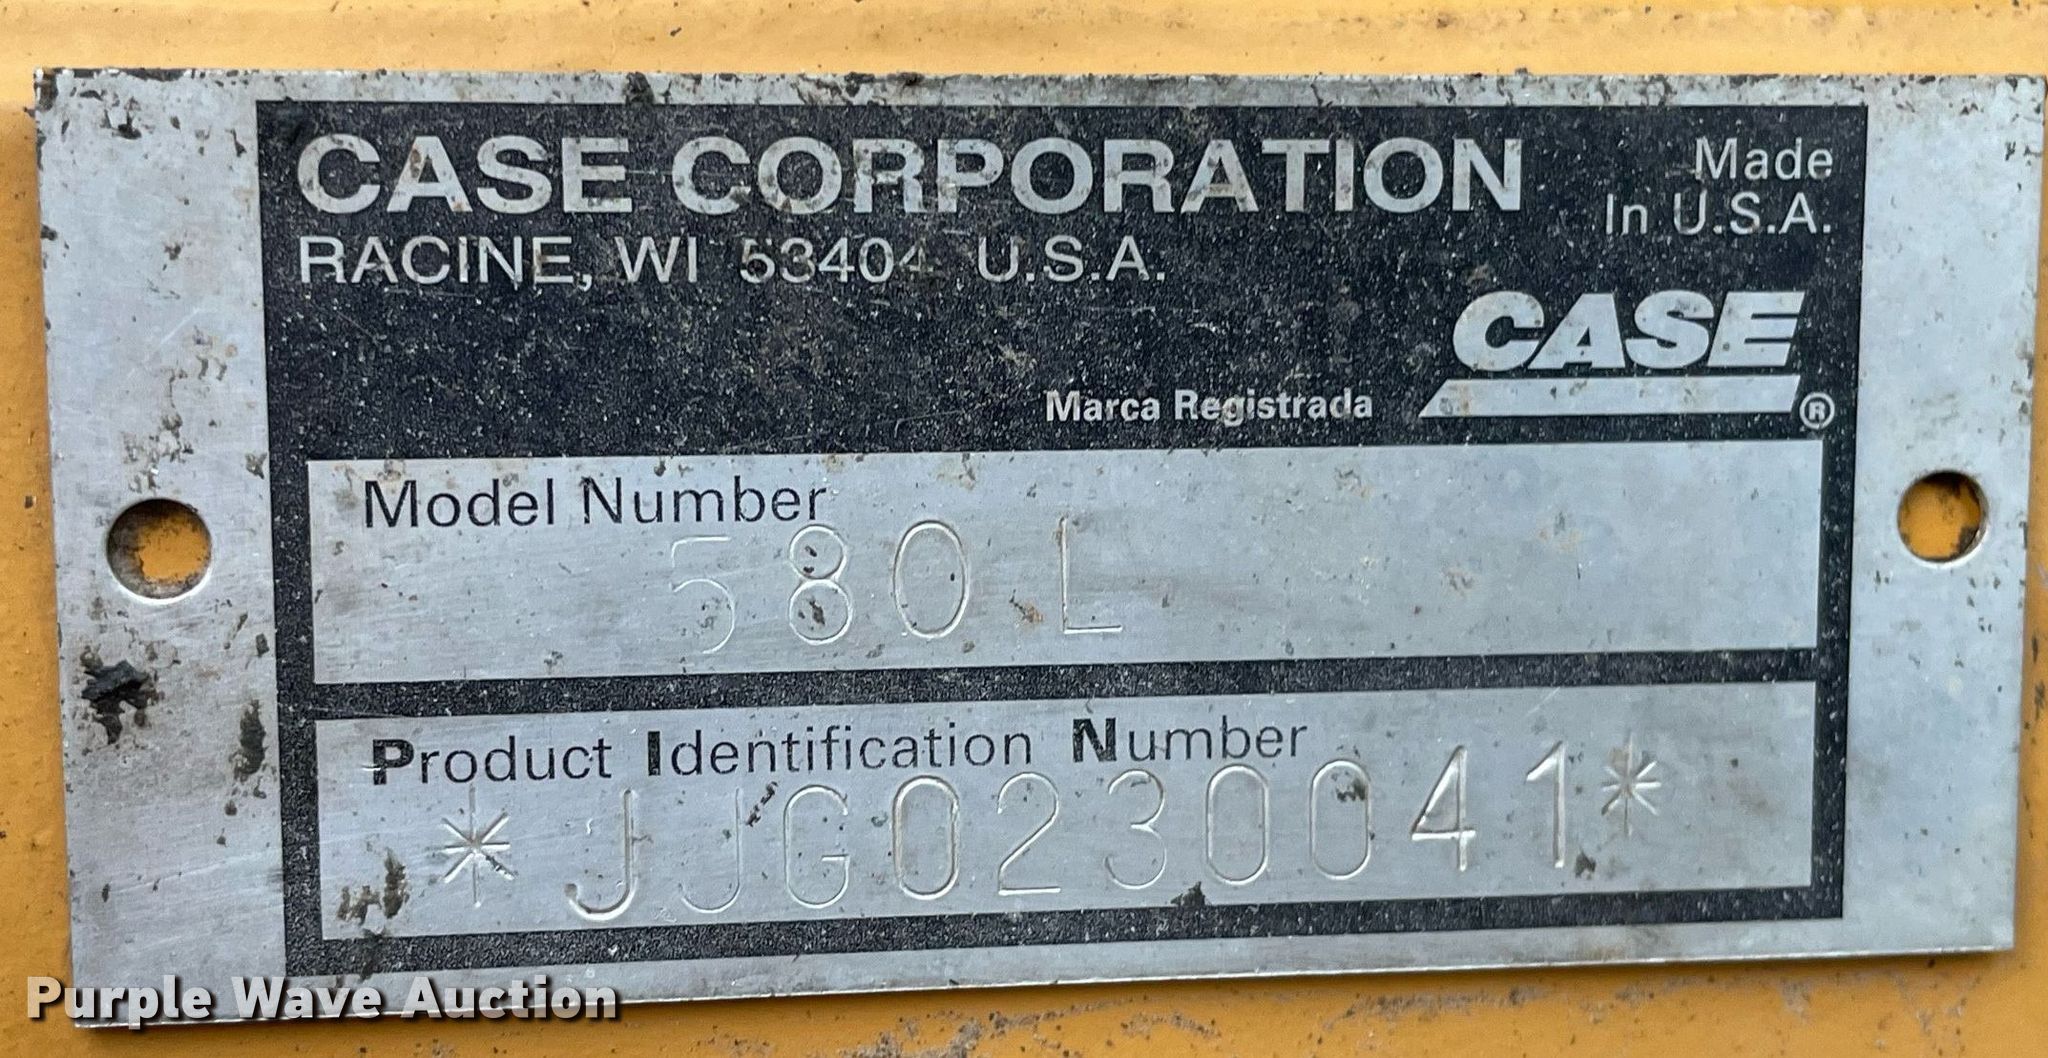 CASE CORPORATION
RACINE, WI 53404 U.S.A.
Made
In U.S.A.
CASE
Marca Registrada ®
Model Number
580 L
Product Identification Number
*JJG0230041*
Purple Wave Auction